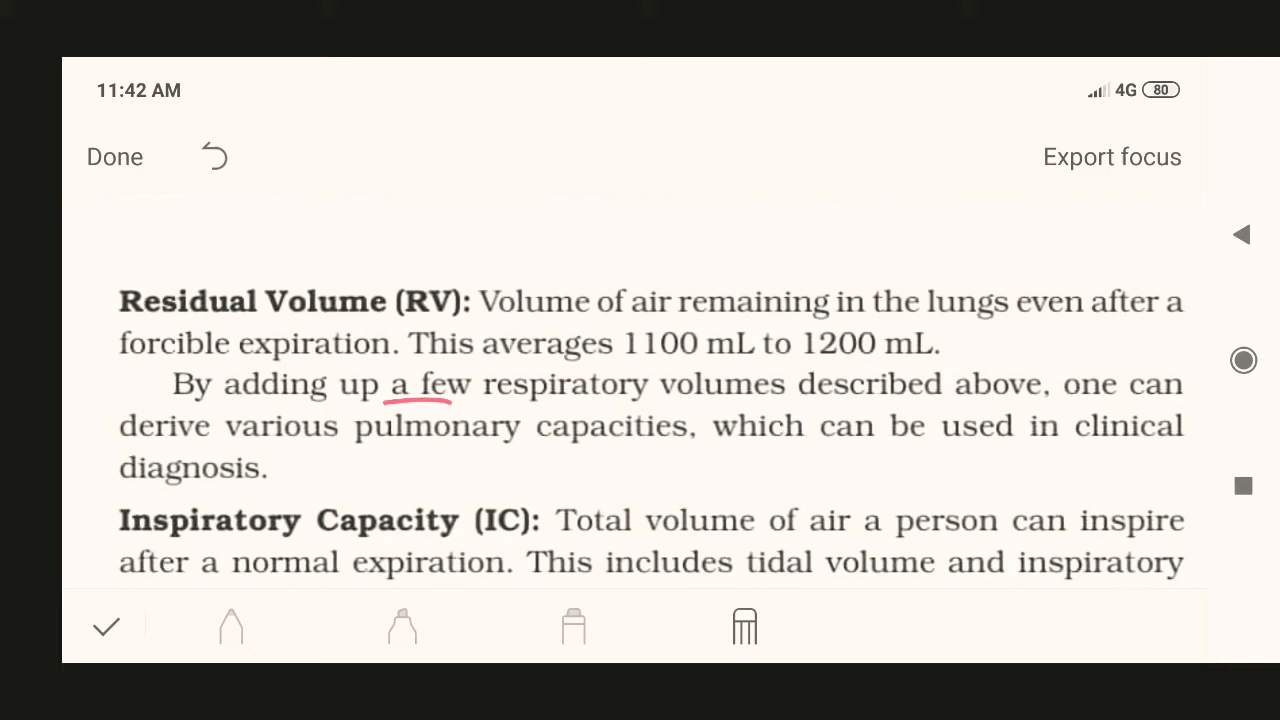 11:42 AM
4G 80
Done
Export focus
Residual Volume (RV): Volume of air remaining in the lungs even after a
forcible expiration. This averages 1100 mL to 1200 mL.
By adding up a few respiratory volumes described above, one can
derive various pulmonary capacities, which can be used in clinical
diagnosis.
Inspiratory Capacity (IC): Total volume of air a person can inspire
after a normal expiration. This includes tidal volume and inspiratory